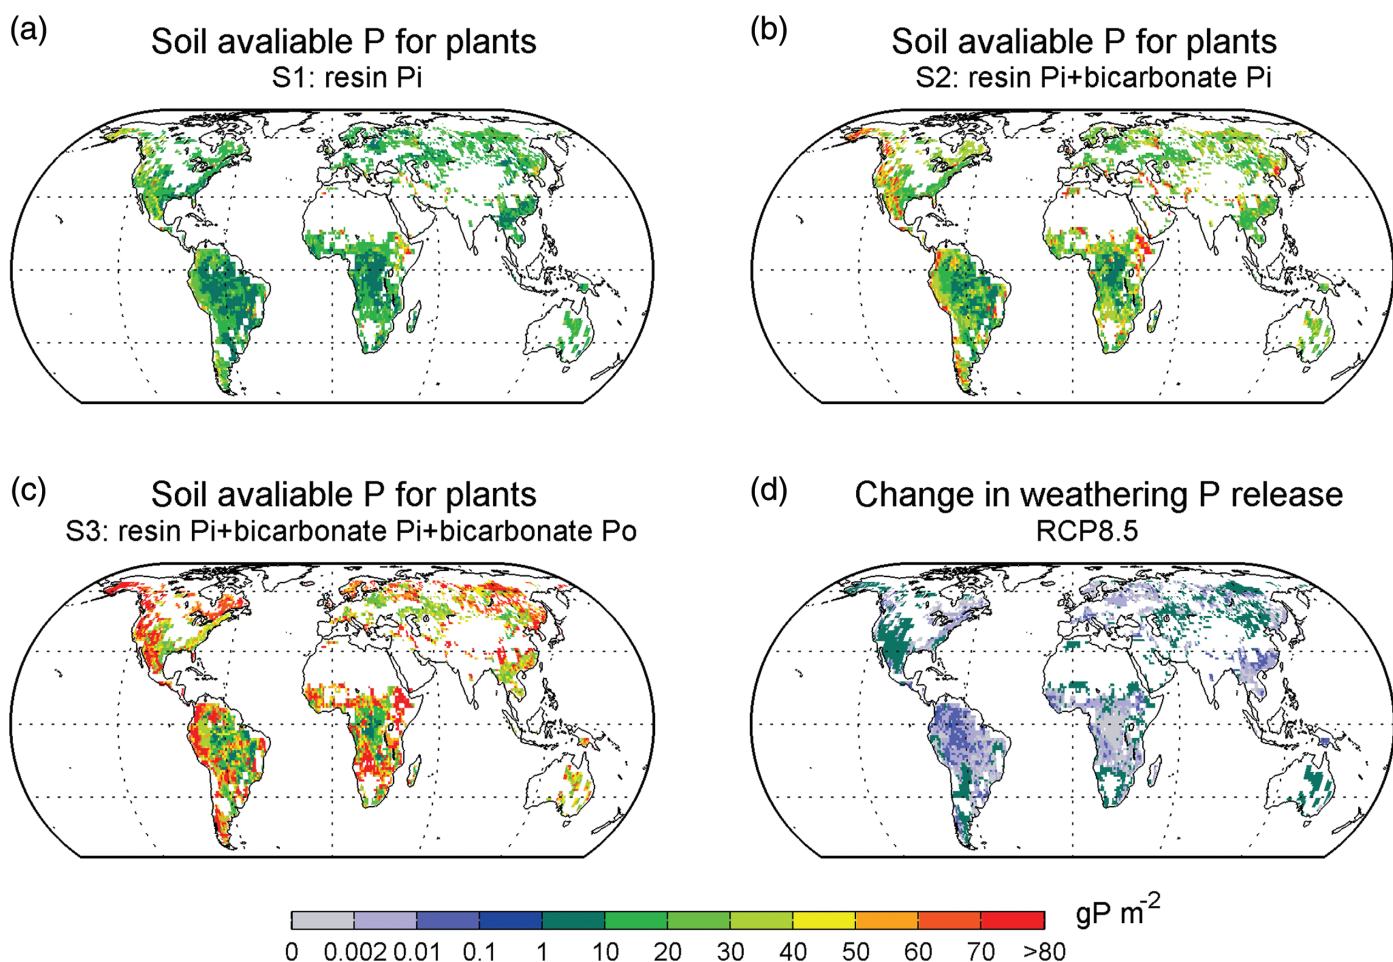 (a)
Soil avaliable P for plants
S1: resin Pi
(b)
Soil avaliable P for plants
S2: resin Pi+bicarbonate Pi
(c)
Soil avaliable P for plants
S3: resin Pi+bicarbonate Pi+bicarbonate Po
(d)
Change in weathering P release
RCP8.5
gP m-2
0 0.002 0.01 0.1 1 10 20 30 40 50 60 70 >80